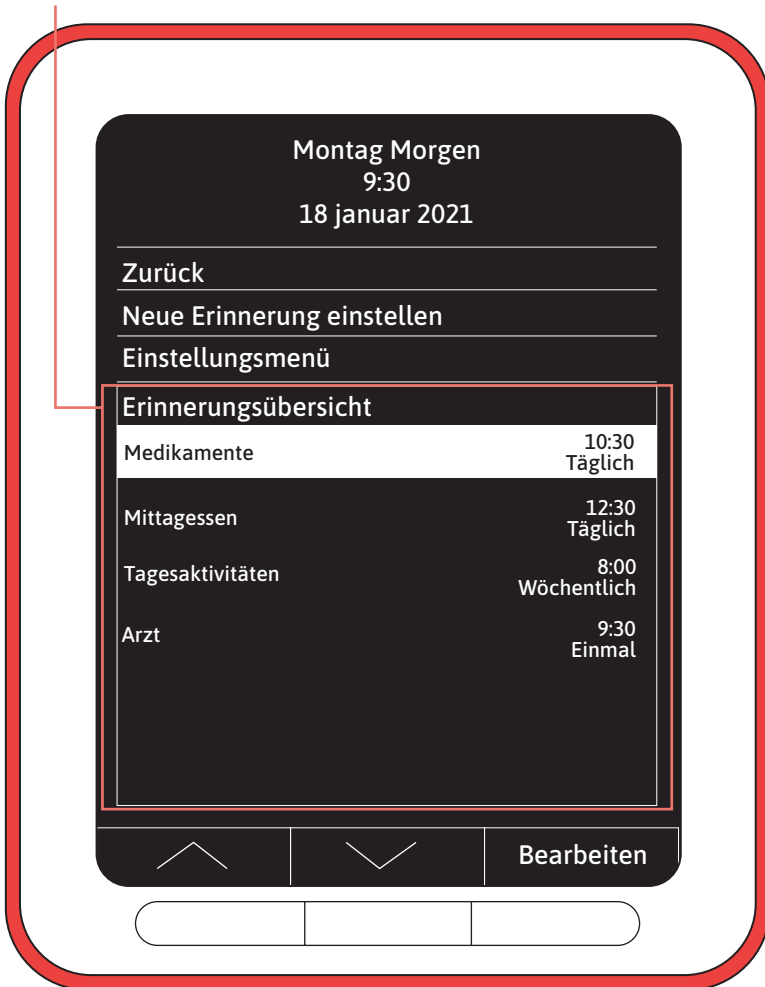 Montag Morgen
9:30
18 januar 2021
Zurück
Neue Erinnerung einstellen
Einstellungsmenü
Erinnerungsübersicht
Medikamente 10:30
Täglich
Mittagessen 12:30
Täglich
Tagesaktivitäten 8:00
Wöchentlich
Arzt 9:30
Einmal
Bearbeiten